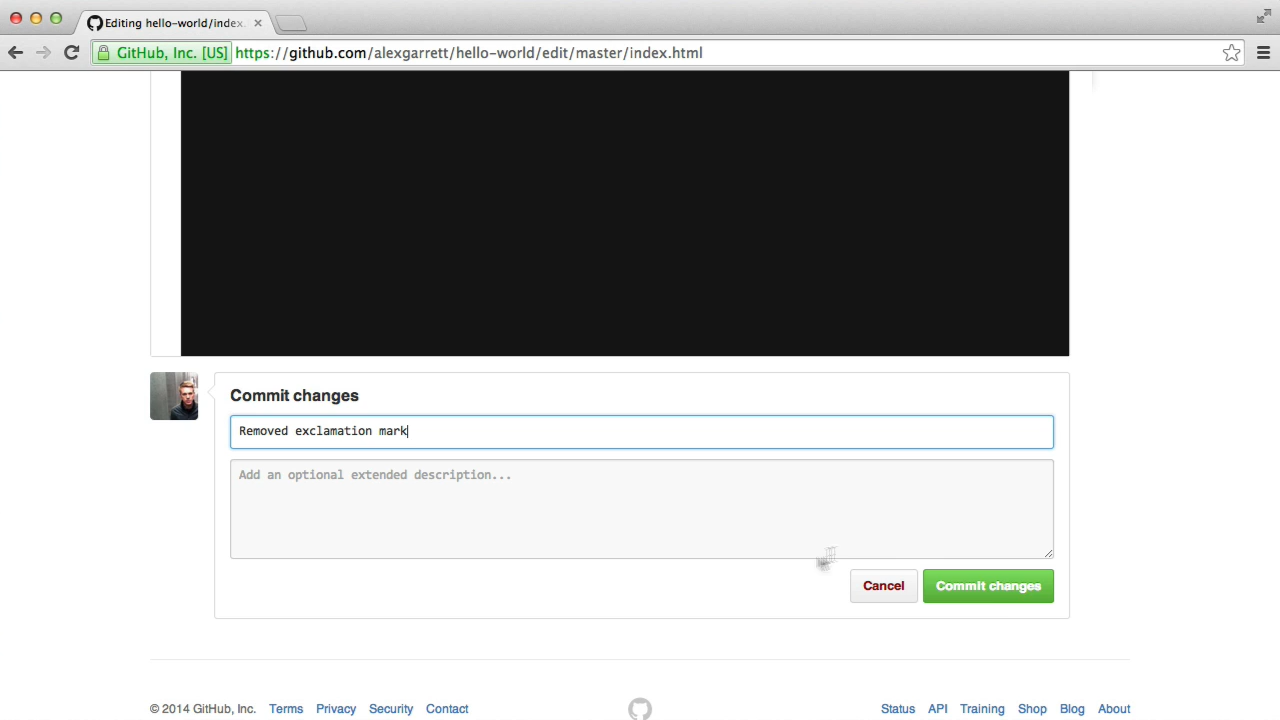 Editing hello-world/index.
GitHub, Inc. [US] https://github.com/alexgarrett/hello-world/edit/master/index.html
Commit changes
Removed exclamation mark
Add an optional extended description...
Cancel Commit changes
© 2014 GitHub, Inc. Terms Privacy Security Contact Status API Training Shop Blog About